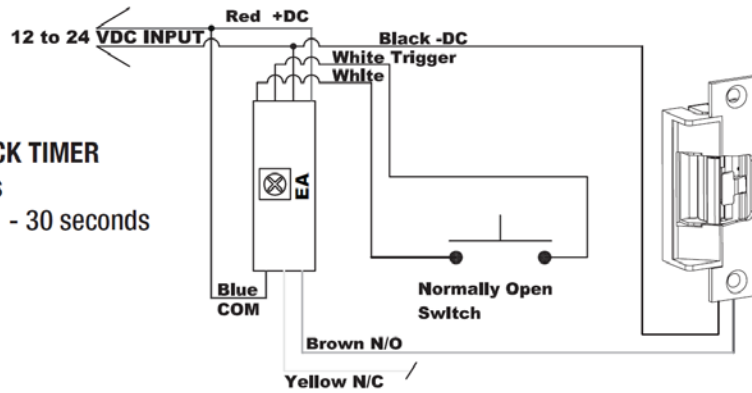 Red +DC
12 to 24 VDC INPUT
Black -DC
White Trigger
White
CK TIMER
s
- 30 seconds
EA
Blue
COM
Normally Open
Switch
Brown N/O
Yellow N/C